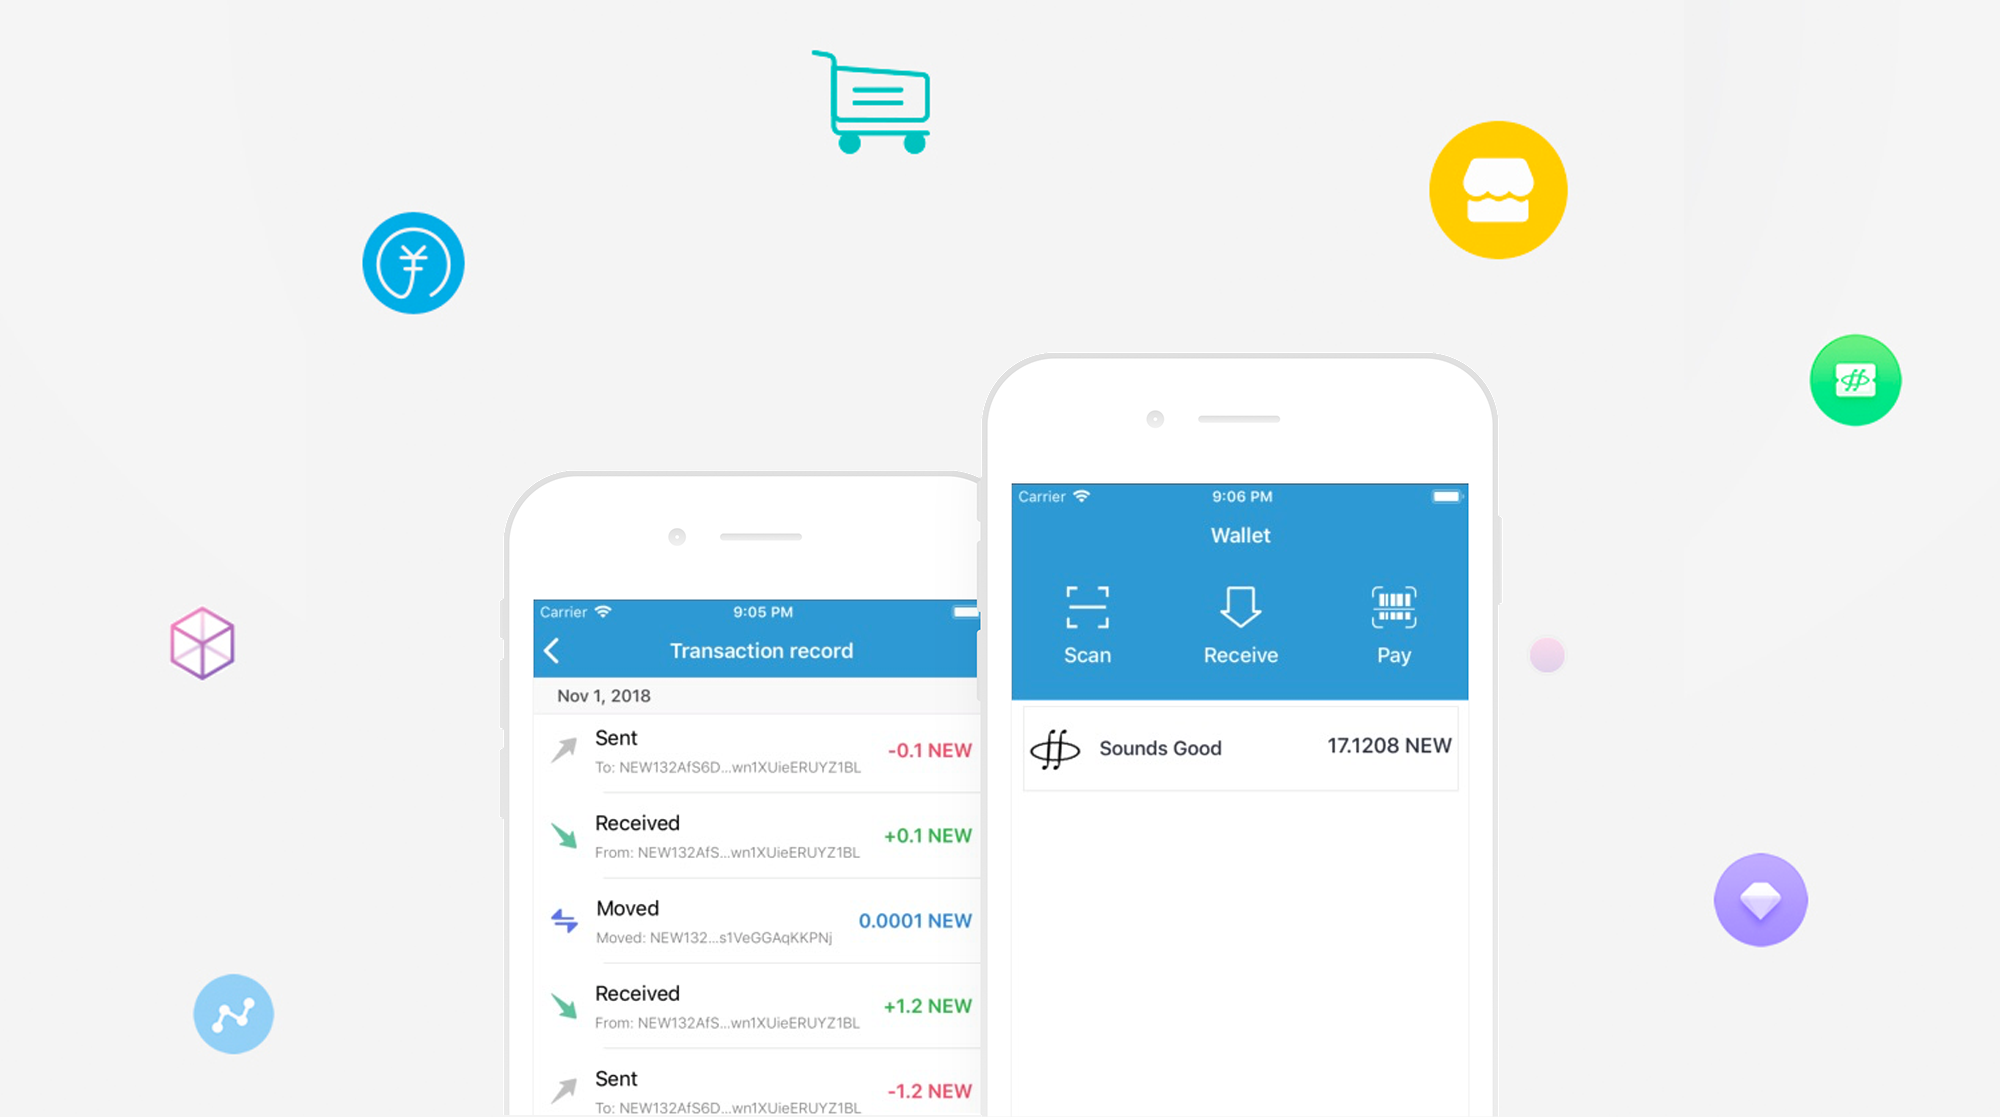 Carrier 9:05 PM
Transaction record
Nov 1, 2018
Sent
-0.1 NEW
To: NEW132AfS6D...wn1XUieERUYZ1BL
Received
+0.1 NEW
From: NEW132AfS...wn1XUieERUYZ1BL
Moved
0.0001 NEW
Moved: NEW132...s1VeGGAqKKPNj
Received
+1.2 NEW
From: NEW132AfS...wn1XUieERUYZ1BL
Sent
-1.2 NEW
To: NEW132AfS6D...wn1XUieERUYZ1BL
Carrier 9:06 PM
Wallet
Scan Receive Pay
Sounds Good 17.1208 NEW